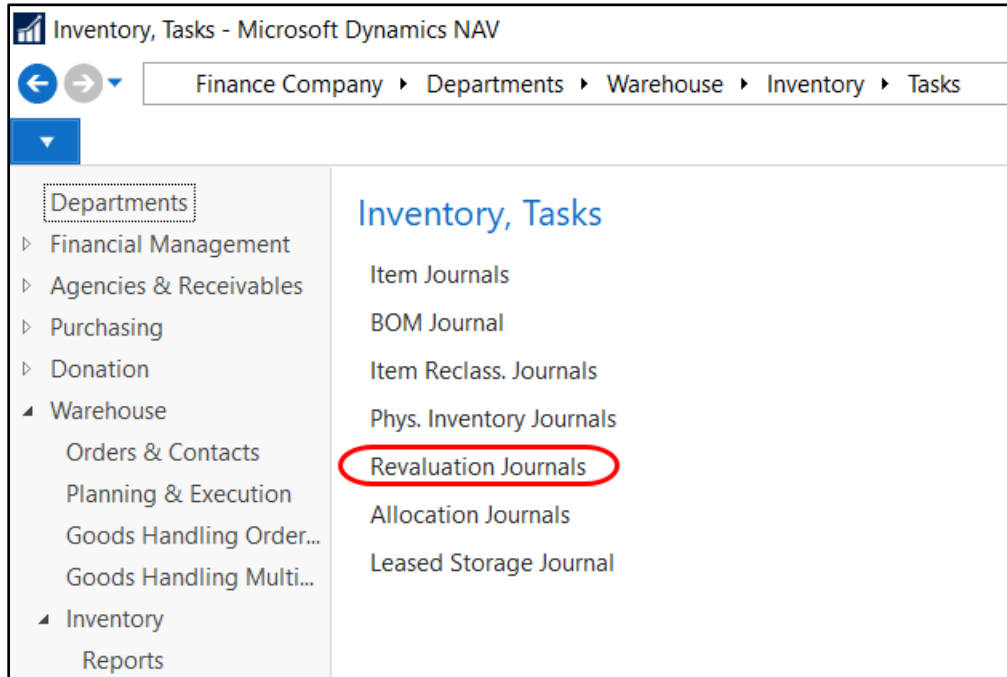 Inventory, Tasks - Microsoft Dynamics NAV
Finance Company Departments Warehouse Inventory Tasks
Departments
Financial Management
Agencies & Receivables
Purchasing
Donation
Warehouse
Orders & Contacts
Planning & Execution
Goods Handling Order...
Goods Handling Multi...
Inventory
Reports
Inventory, Tasks
Item Journals
BOM Journal
Item Reclass. Journals
Phys. Inventory Journals
Revaluation Journals
Allocation Journals
Leased Storage Journal